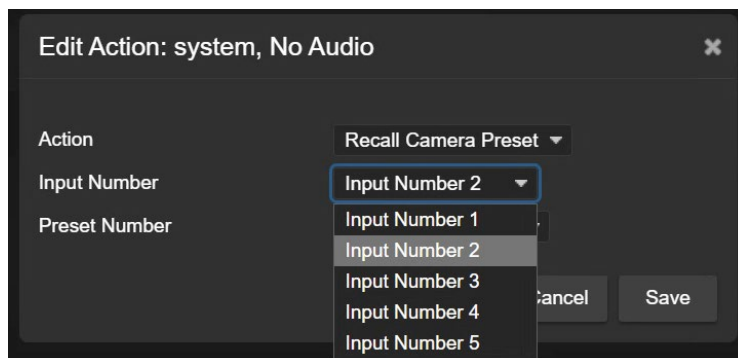 Edit Action: system, No Audio
Action
Recall Camera Preset
Input Number
Input Number 2
Preset Number
Input Number 1
Input Number 2
Input Number 3
Input Number 4
Input Number 5
Save